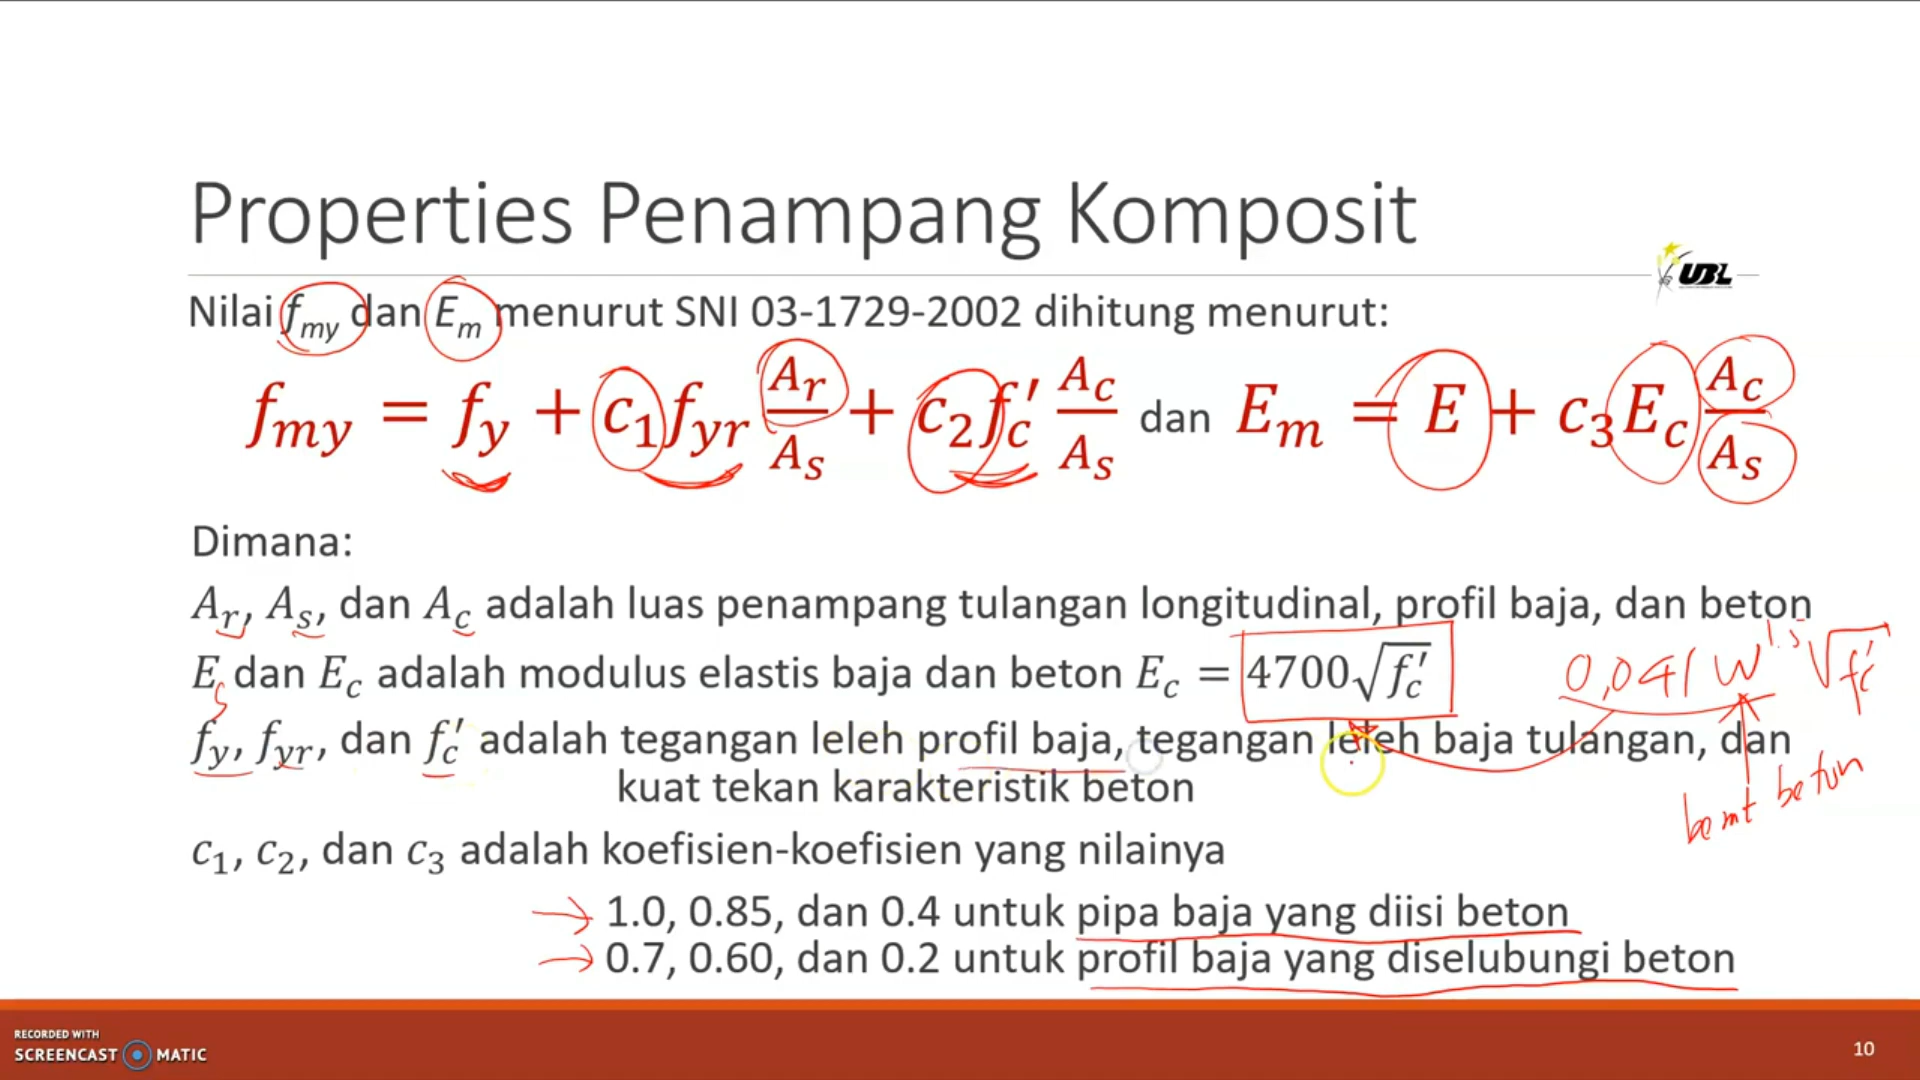 Properties Penampang Komposit
UBL
Nilai f_my dan E_m menurut SNI 03-1729-2002 dihitung menurut:
f_my = f_y + c_1 f_yr A_r/A_s + c_2 f_c' A_c/A_s dan E_m = E + c_3 E_c A_c/A_s
Dimana:
A_r, A_s, dan A_c adalah luas penampang tulangan longitudinal, profil baja, dan beton
E_s dan E_c adalah modulus elastis baja dan beton E_c = 4700√f_c' 0,041 w^1.5 √f_c'
f_y, f_yr, dan f_c' adalah tegangan leleh profil baja, tegangan leleh baja tulangan, dan
kuat tekan karakteristik beton
beton
c_1, c_2, dan c_3 adalah koefisien-koefisien yang nilainya
1.0, 0.85, dan 0.4 untuk pipa baja yang diisi beton
0.7, 0.60, dan 0.2 untuk profil baja yang diselubungi beton
RECORDED WITH
SCREENCAST MATIC
10